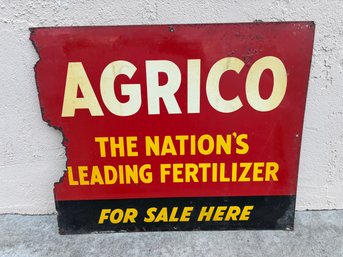 AGRICO
THE NATION'S
LEADING FERTILIZER
FOR SALE HERE